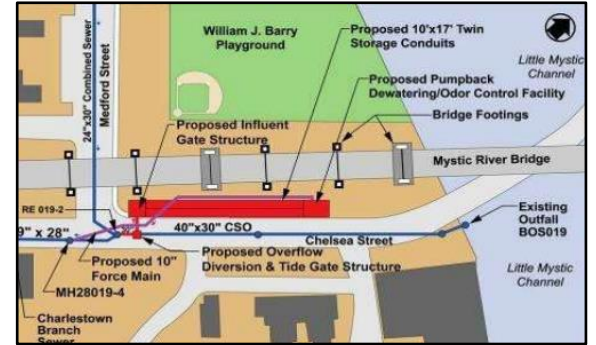 William J. Barry
Playground
Proposed 10'x17' Twin
Storage Conduits
Little Mystic
Channel
24"x30" Combined Sewer
Medford Street
Proposed Pumpback
Dewatering/Odor Control Facility
Bridge Footings
Proposed Influent
Gate Structure
Mystic River Bridge
RE 019-2
9" x 28"
40"x30" CSO
Chelsea Street
Existing
Outfall
BOS019
Proposed 10"
Force Main
Proposed Overflow
Diversion & Tide Gate Structure
MH28019-4
Little Mystic
Channel
Charlestown
Branch
Sewer